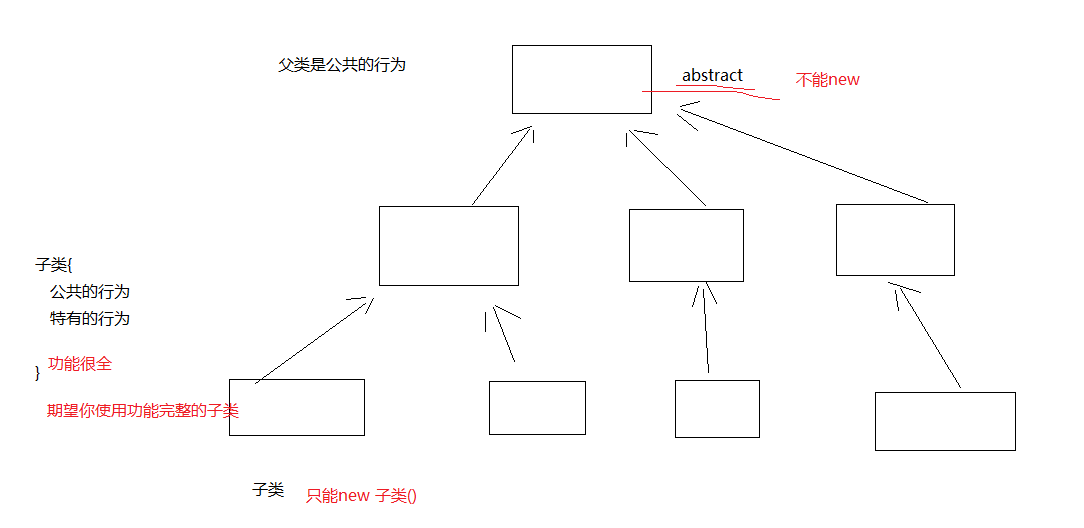 父类是公共的行为
abstract
不能new
子类{
公共的行为
特有的行为
功能很全
}
期望你使用功能完整的子类
子类
只能new 子类()